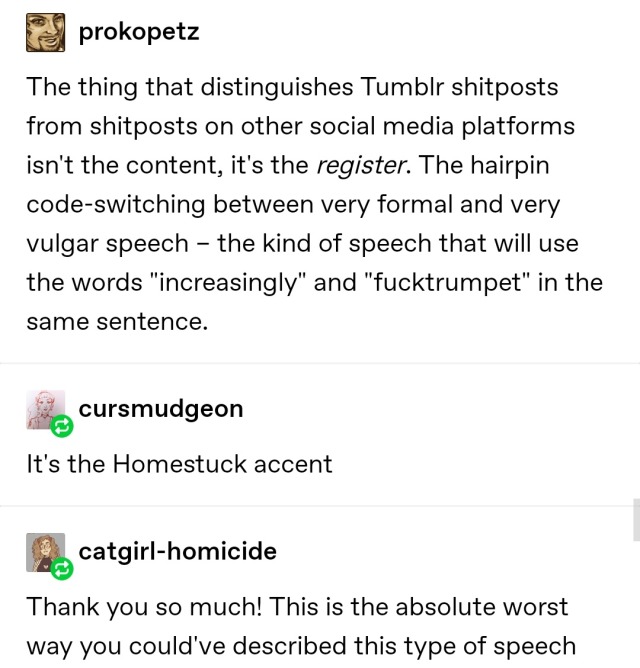 prokopetz
The thing that distinguishes Tumblr shitposts
from shitposts on other social media platforms
isn't the content, it's the register. The hairpin
code-switching between very formal and very
vulgar speech – the kind of speech that will use
the words "increasingly" and "fucktrumpet" in the
same sentence.
cursmudgeon
It's the Homestuck accent
catgirl-homicide
Thank you so much! This is the absolute worst
way you could've described this type of speech